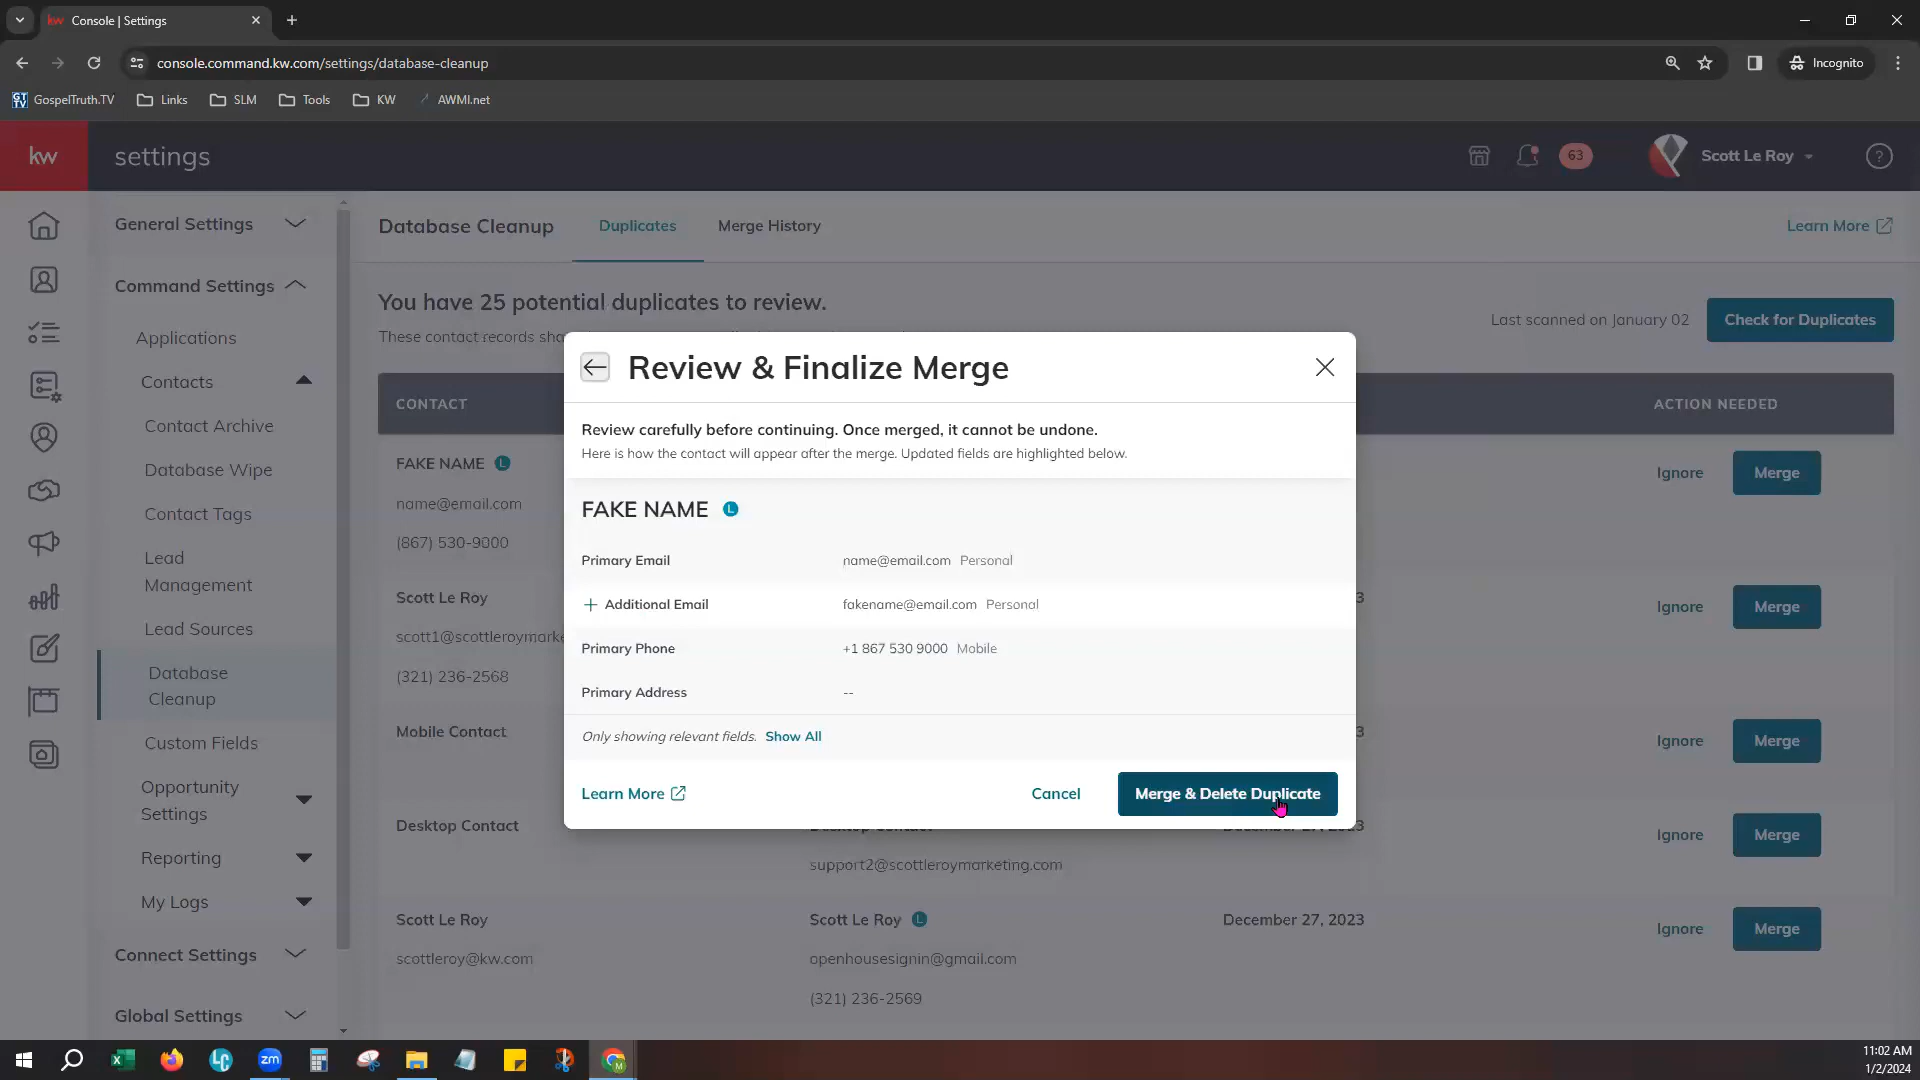 Console | Settings
console.command.kw.com/settings/database-cleanup
Incognito
GospelTruth.TV
Links
SLM
Tools
KW
AWMI.net
kw
settings
63
Scott Le Roy
General Settings
Command Settings
Applications
Contacts
Contact Archive
Database Wipe
Contact Tags
Lead
Management
Lead Sources
Database
Cleanup
Custom Fields
Opportunity
Settings
Reporting
My Logs
Connect Settings
Global Settings
Database Cleanup
Duplicates
Merge History
Learn More
You have 25 potential duplicates to review.
These contact records sha
Last scanned on January 02
Check for Duplicates
CONTACT
ACTION NEEDED
FAKE NAME L
name@email.com
(867) 530-9000
Ignore
Merge
Scott Le Roy
scott1@scottleroymarke
(321) 236-2568
3
Ignore
Merge
Mobile Contact
3
Ignore
Merge
Desktop Contact
Desktop Contact
support2@scottleroymarketing.com
December 27, 2023
Ignore
Merge
Scott Le Roy
scottleroy@kw.com
Scott Le Roy L
openhousesignin@gmail.com
(321) 236-2569
December 27, 2023
Ignore
Merge
Review & Finalize Merge
Review carefully before continuing. Once merged, it cannot be undone.
Here is how the contact will appear after the merge. Updated fields are highlighted below.
FAKE NAME L
Primary Email name@email.com Personal
+ Additional Email fakename@email.com Personal
Primary Phone +1 867 530 9000 Mobile
Primary Address --
Only showing relevant fields. Show All
Learn More
Cancel
Merge & Delete Duplicate
11:02 AM
1/2/2024